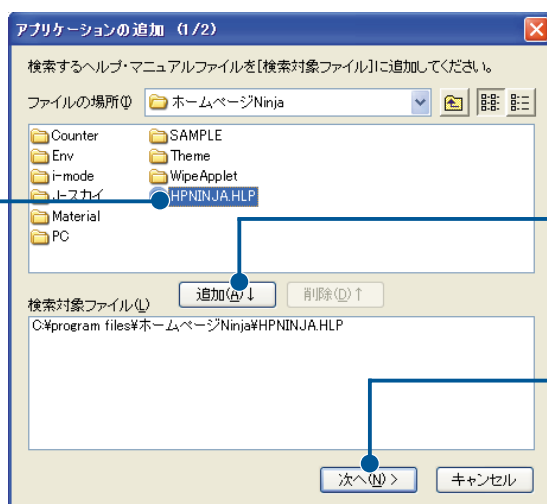 アプリケーションの追加 (1/2)
検索するヘルプ・マニュアルファイルを[検索対象ファイル]に追加してください。
ファイルの場所(I) ホームページNinja
Counter
Env
i-mode
J-スカイ
Material
PC
SAMPLE
Theme
WipeApplet
HPNINJA.HLP
追加(A)↓ 削除(D)↑
検索対象ファイル(L)
C:¥program files¥ホームページNinja¥HPNINJA.HLP
次へ(N) > キャンセル